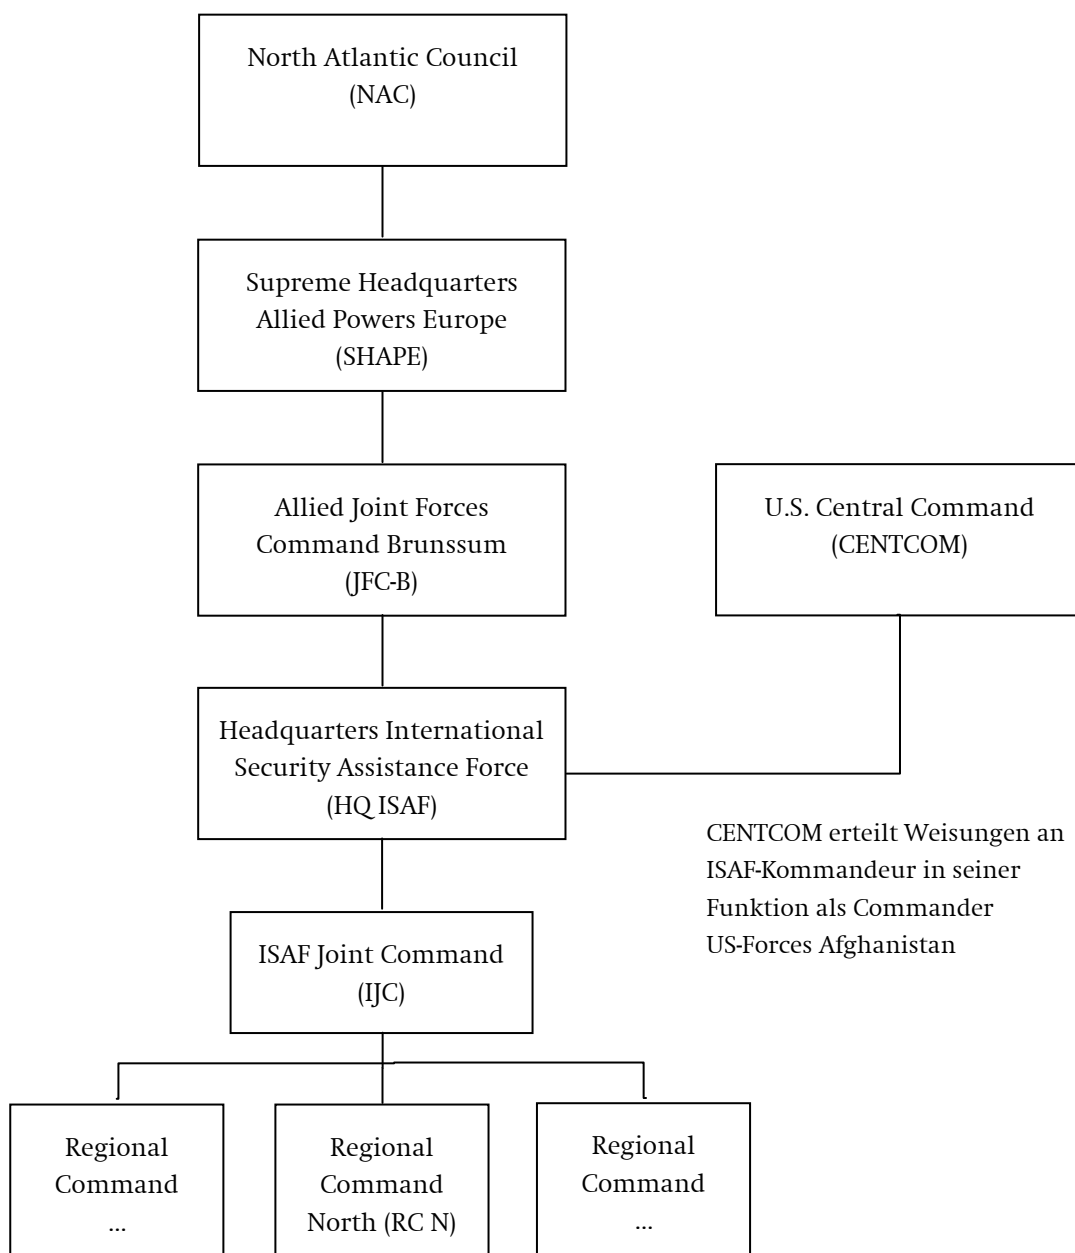 North Atlantic Council
(NAC)
Supreme Headquarters
Allied Powers Europe
(SHAPE)
Allied Joint Forces
Command Brunssum
(JFC-B)
U.S. Central Command
(CENTCOM)
Headquarters International
Security Assistance Force
(HQ ISAF)
CENTCOM erteilt Weisungen an
ISAF-Kommandeur in seiner
Funktion als Commander
US-Forces Afghanistan
ISAF Joint Command
(IJC)
Regional
Command
...
Regional
Command
North (RC N)
Regional
Command
...